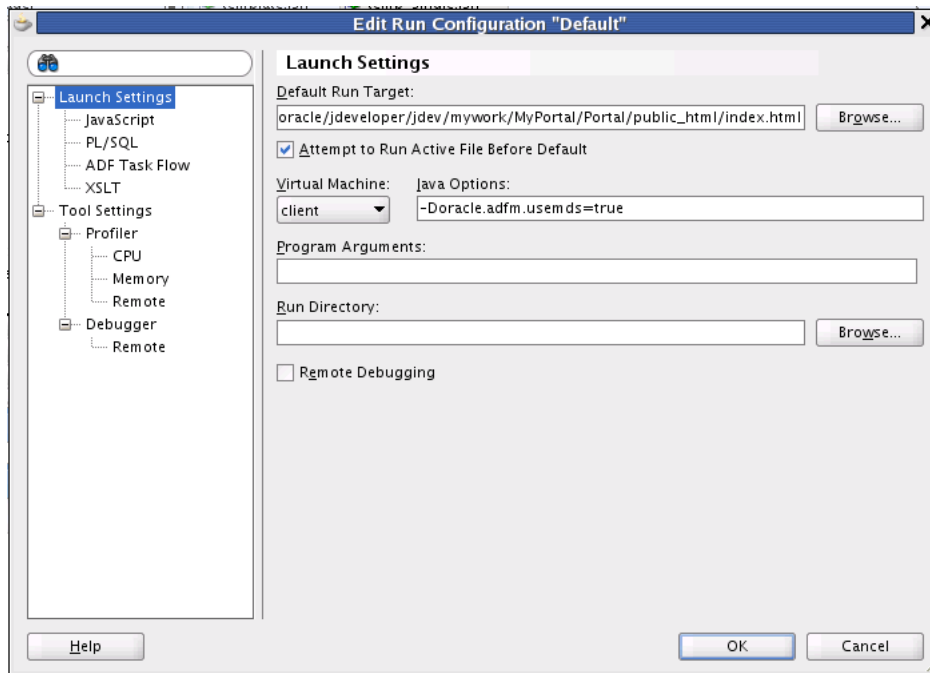 Edit Run Configuration "Default"
Launch Settings
JavaScript
PL/SQL
ADF Task Flow
XSLT
Tool Settings
Profiler
CPU
Memory
Remote
Debugger
Remote
Launch Settings
Default Run Target:
oracle/jdeveloper/jdev/mywork/MyPortal/Portal/public_html/index.html
Browse...
Attempt to Run Active File Before Default
Virtual Machine: Java Options:
client -Doracle.adfm.usemds=true
Program Arguments:
Run Directory:
Browse...
Remote Debugging
Help OK Cancel